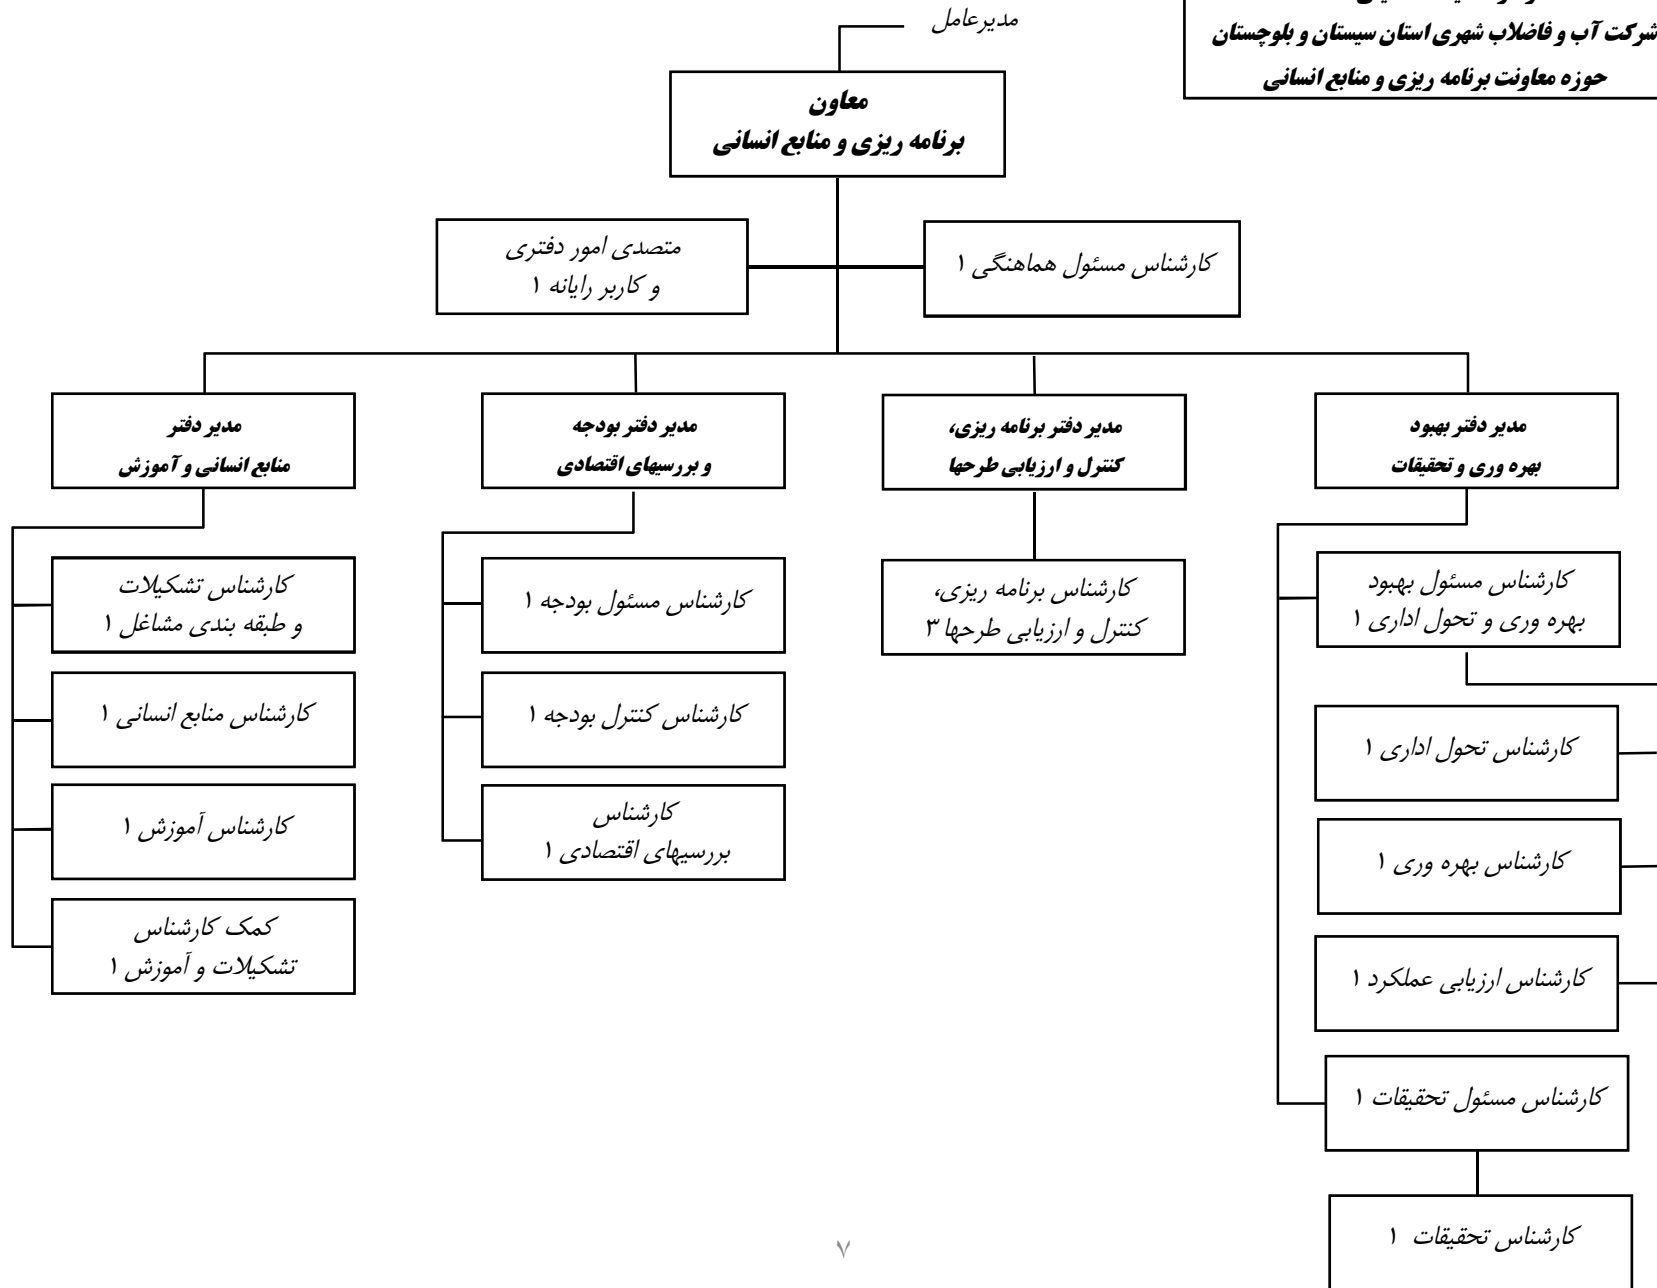 شرکت آب و فاضلاب شهری استان سیستان و بلوچستان
حوزه معاونت برنامه ریزی و منابع انسانی
مدیرعامل
معاون
برنامه ریزی و منابع انسانی
کارشناس مسئول هماهنگی ۱
متصدی امور دفتری
و کاربر رایانه ۱
مدیر دفتر بهبود
بهره وری و تحقیقات
مدیر دفتر برنامه ریزی،
کنترل و ارزیابی طرحها
مدیر دفتر بودجه
و بررسیهای اقتصادی
مدیر دفتر
منابع انسانی و آموزش
کارشناس مسئول بهبود
بهره وری و تحول اداری ۱
کارشناس تحول اداری ۱
کارشناس بهره وری ۱
کارشناس ارزیابی عملکرد ۱
کارشناس مسئول تحقیقات ۱
کارشناس تحقیقات ۱
کارشناس برنامه ریزی،
کنترل و ارزیابی طرحها ۳
کارشناس مسئول بودجه ۱
کارشناس کنترل بودجه ۱
کارشناس
بررسیهای اقتصادی ۱
کارشناس تشکیلات
و طبقه بندی مشاغل ۱
کارشناس منابع انسانی ۱
کارشناس آموزش ۱
کمک کارشناس
تشکیلات و آموزش ۱
۷